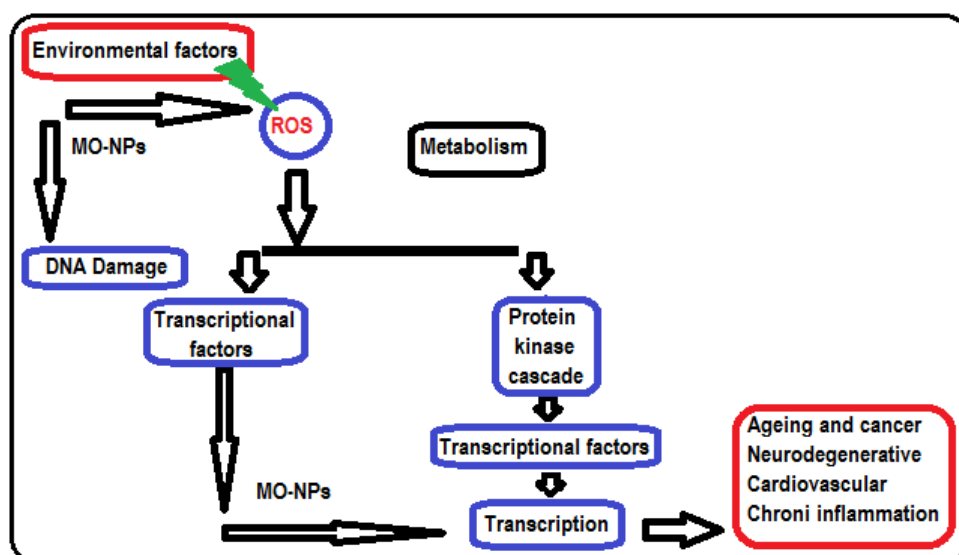 Environmental factors
ROS
MO-NPs
Metabolism
DNA Damage
Transcriptional
factors
Protein
kinase
cascade
Transcriptional factors
MO-NPs
Transcription
Ageing and cancer
Neurodegenerative
Cardiovascular
Chroni inflammation